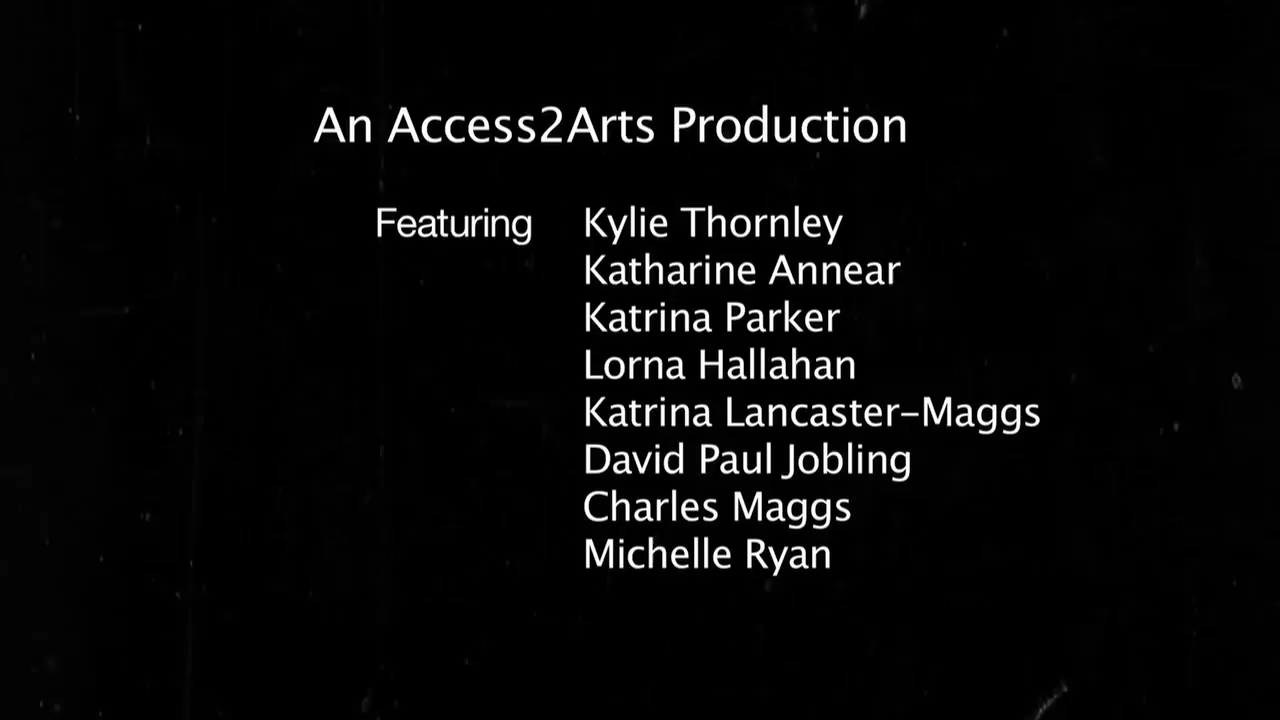 An Access2Arts Production
Featuring Kylie Thornley
Katharine Annear
Katrina Parker
Lorna Hallahan
Katrina Lancaster-Maggs
David Paul Jobling
Charles Maggs
Michelle Ryan